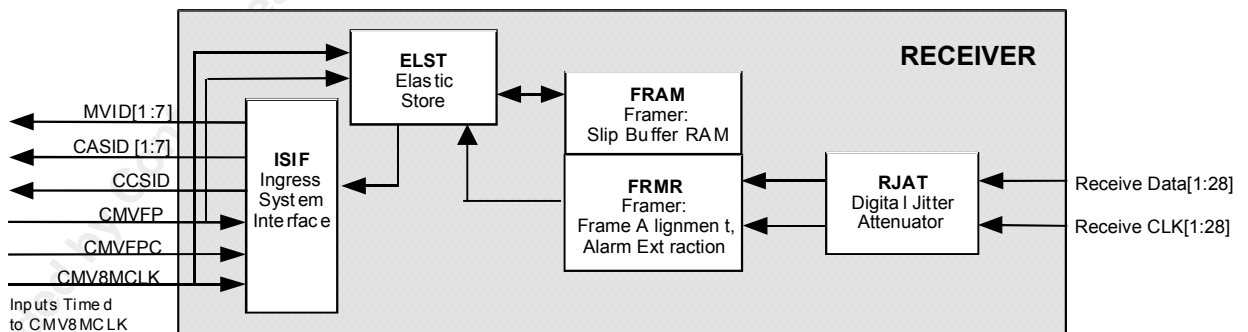 RECEIVER
ELST
Elastic
Store
FRAM
Framer:
Slip Buffer RAM
MVID[1:7]
CASID [1:7]
CCSID
CMVFP
CMVFPC
CMV8MCLK
Inputs Timed
to CMV8MCLK
ISIF
Ingress
System
Interface
FRMR
Framer:
Frame Alignment,
Alarm Extraction
RJAT
Digital Jitter
Attenuator
Receive Data[1:28]
Receive CLK[1:28]